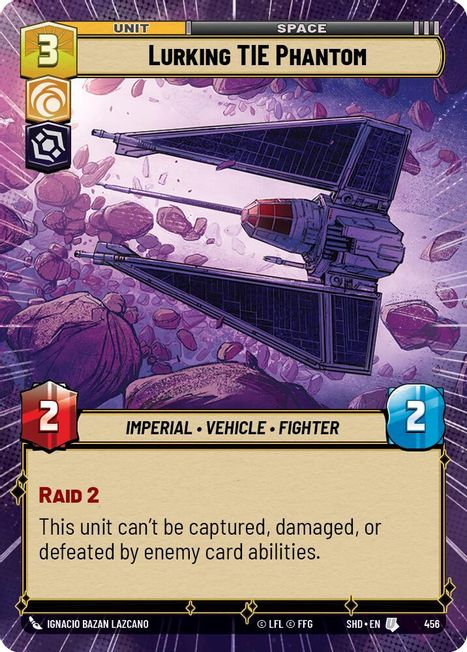 UNIT
SPACE
3
LURKING TIE PHANTOM
2
2
IMPERIAL • VEHICLE • FIGHTER
RAID 2
This unit can't be captured, damaged, or
defeated by enemy card abilities.
IGNACIO BAZAN LAZCANO
© LFL © FFG
SHD • EN
456